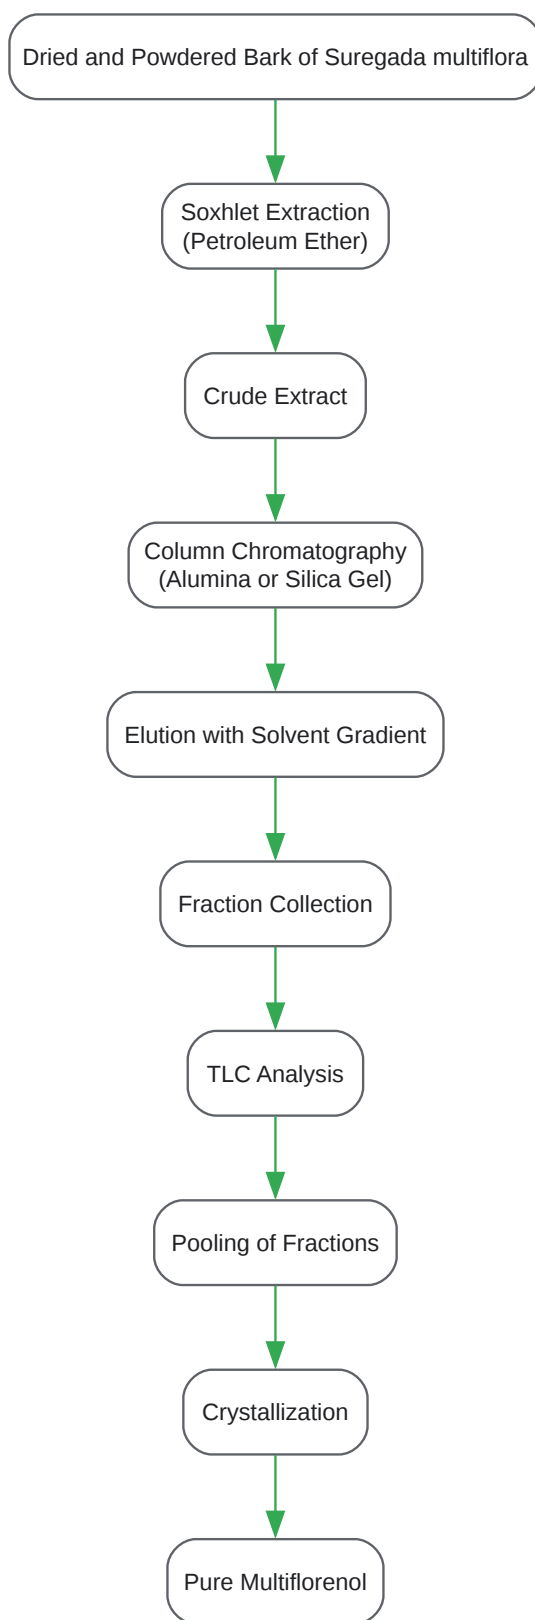 Dried and Powdered Bark of Suregada multiflora
Soxhlet Extraction
(Petroleum Ether)
Crude Extract
Column Chromatography
(Alumina or Silica Gel)
Elution with Solvent Gradient
Fraction Collection
TLC Analysis
Pooling of Fractions
Crystallization
Pure Multiflorenol